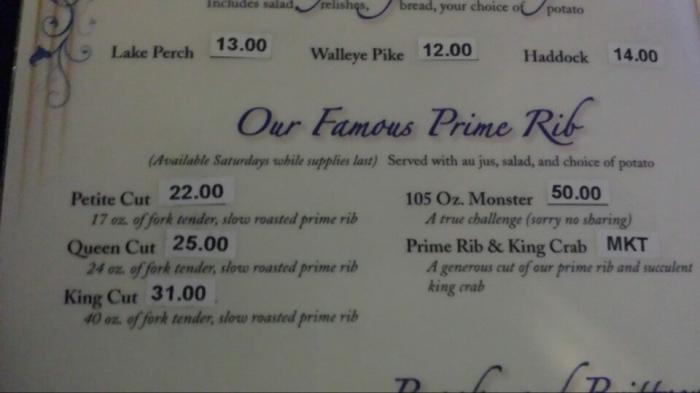 Includes salad, relishes, bread, your choice of potato
Lake Perch 13.00 Walleye Pike 12.00 Haddock 14.00
Our Famous Prime Rib
(Available Saturdays while supplies last) Served with au jus, salad, and choice of potato
Petite Cut 22.00 105 Oz. Monster 50.00
17 oz. of fork tender, slow roasted prime rib A true challenge (sorry no sharing)
Queen Cut 25.00 Prime Rib & King Crab MKT
24 oz. of fork tender, slow roasted prime rib A generous cut of our prime rib and succulent
king crab
King Cut 31.00
40 oz. of fork tender, slow roasted prime rib